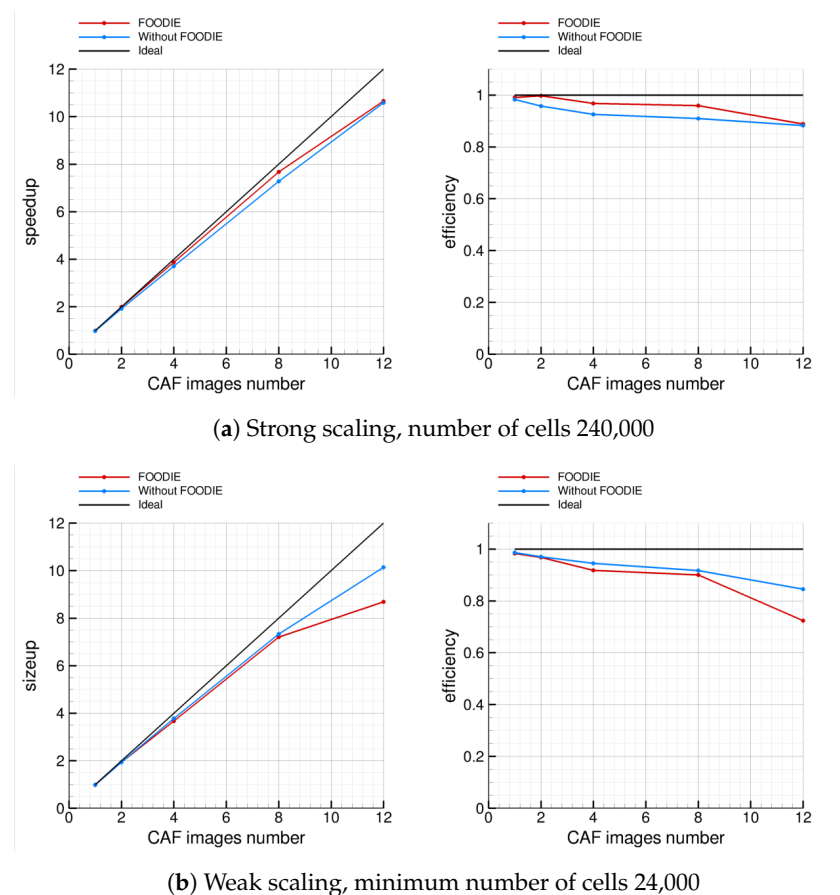 FOODIE
Without FOODIE
Ideal
12
10
8
6
4
2
0
0 2 4 6 8 10 12
speedup
CAF images number
FOODIE
Without FOODIE
Ideal
1
0.8
0.6
0.4
0.2
0
0 2 4 6 8 10 12
efficiency
CAF images number
(a) Strong scaling, number of cells 240,000
FOODIE
Without FOODIE
Ideal
12
10
8
6
4
2
0
0 2 4 6 8 10 12
sizeup
CAF images number
FOODIE
Without FOODIE
Ideal
1
0.8
0.6
0.4
0.2
0
0 2 4 6 8 10 12
efficiency
CAF images number
(b) Weak scaling, minimum number of cells 24,000